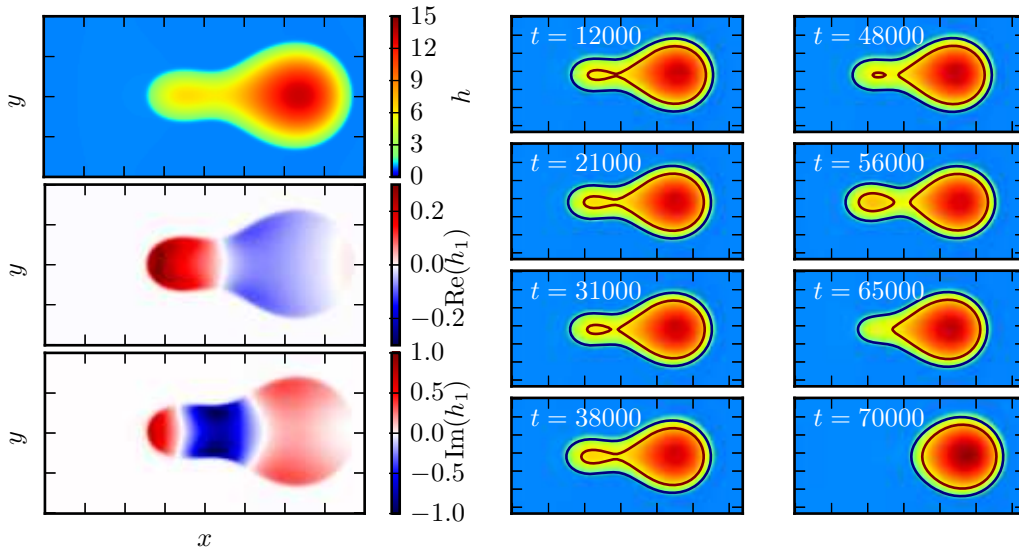 y
15
12
9
6
3
0
h
y
0.2
0.0
−0.2
Re(h₁)
y
1.0
0.5
0.0
−0.5
−1.0
Im(h₁)
x
t = 12000
t = 48000
t = 21000
t = 56000
t = 31000
t = 65000
t = 38000
t = 70000